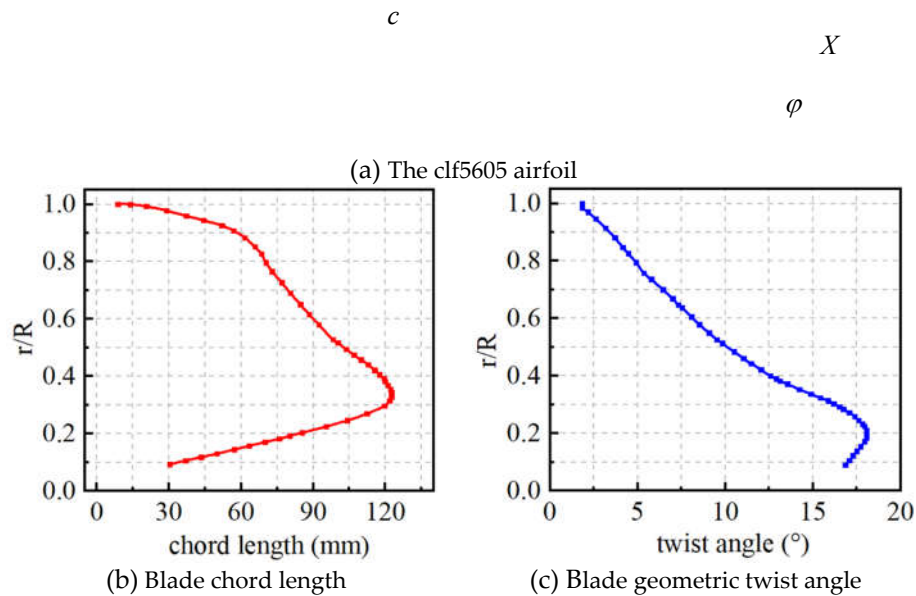 c
X
φ
(a) The clf5605 airfoil
1.0
0.8
0.6
0.4
0.2
0.0
r/R
0 30 60 90 120
chord length (mm)
(b) Blade chord length
1.0
0.8
0.6
0.4
0.2
0.0
r/R
0 5 10 15 20
twist angle (°)
(c) Blade geometric twist angle